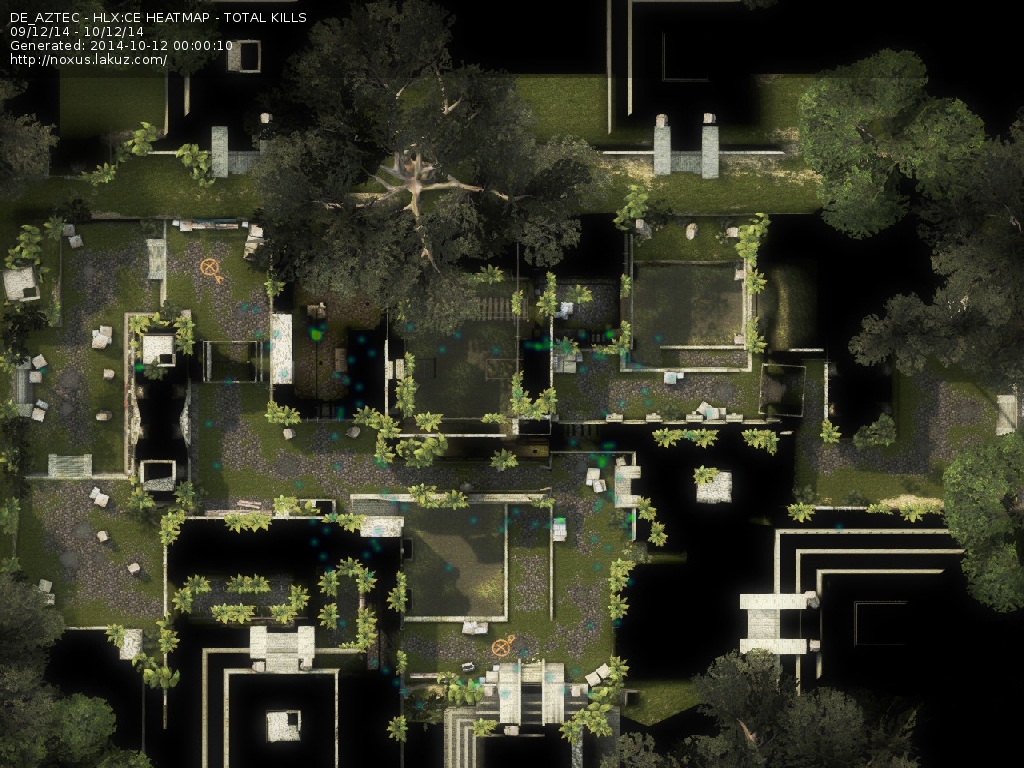 DE_AZTEC - HLX:CE HEATMAP - TOTAL KILLS
09/12/14 - 10/12/14
Generated: 2014-10-12 00:00:10
http://noxus.lakuz.com/